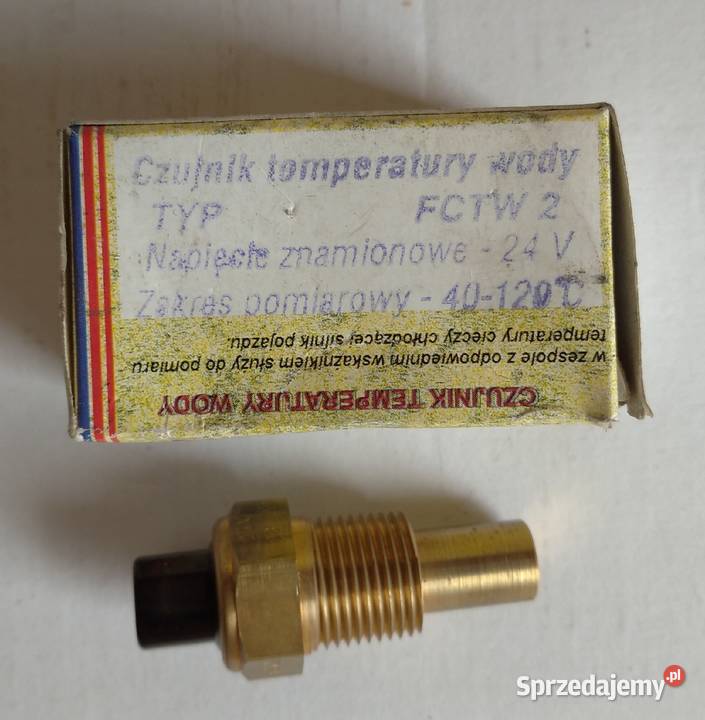 Czujnik temperatury wody
TYP FCTW 2
Napięcie znamionowe - 24 V
Zakres pomiarowy - 40-120°C
CZUJNIK TEMPERATURY WODY
W zespole z odpowiednim wskaźnikiem służy do pomiaru
temperatury cieczy chłodzącej silnik pojazdu.
Sprzedajemy.pl